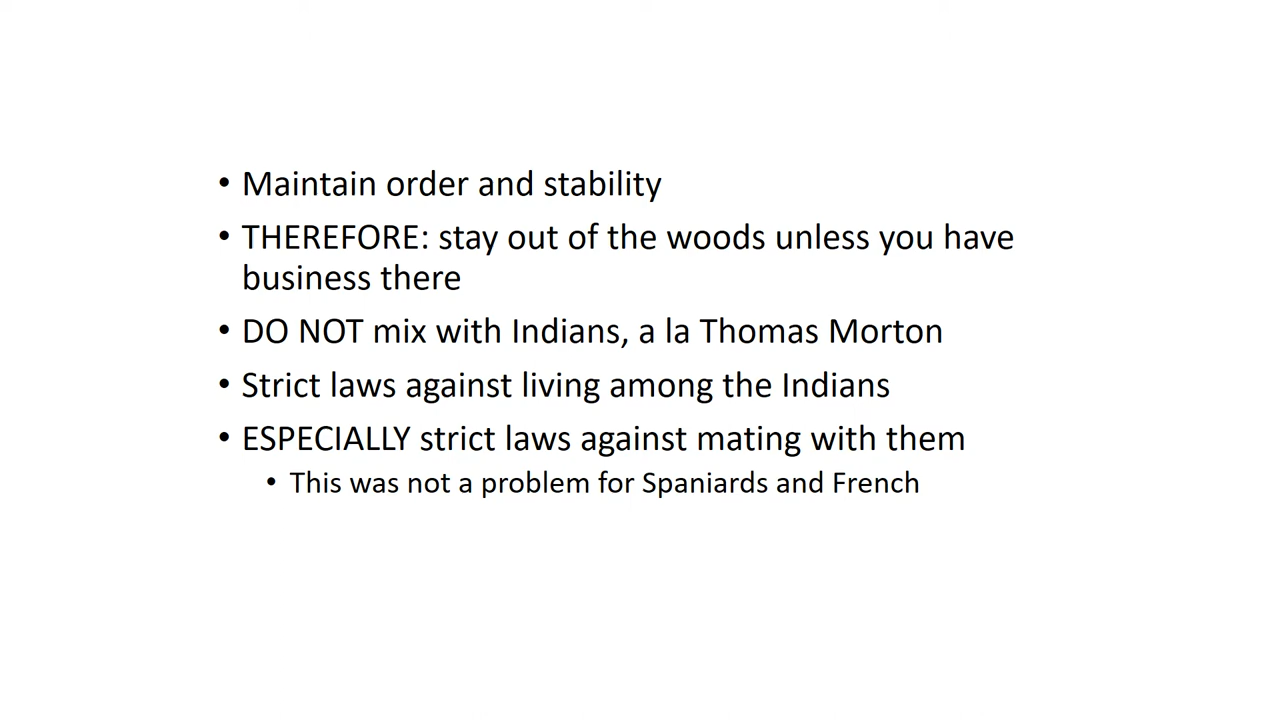 • Maintain order and stability
• THEREFORE: stay out of the woods unless you have
business there
• DO NOT mix with Indians, a la Thomas Morton
• Strict laws against living among the Indians
• ESPECIALLY strict laws against mating with them
• This was not a problem for Spaniards and French